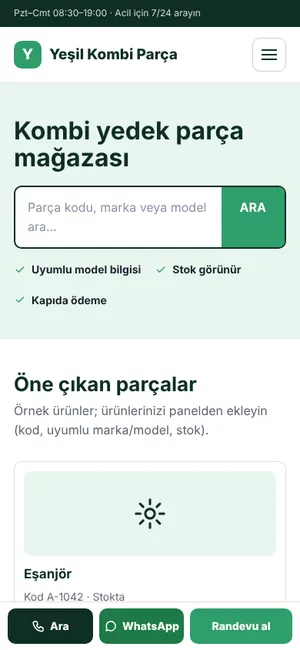 Pzt–Cmt 08:30–19:00 · Acil için 7/24 arayın
Y Yeşil Kombi Parça
Kombi yedek parça
mağazası
Parça kodu, marka veya model
ara...
ARA
Uyumlu model bilgisi
Stok görünür
Kapıda ödeme
Öne çıkan parçalar
Örnek ürünler; ürünlerinizi panelden ekleyin
(kod, uyumlu marka/model, stok).
Eşanjör
Kod A-1042 · Stokta
Ara
WhatsApp
Randevu al